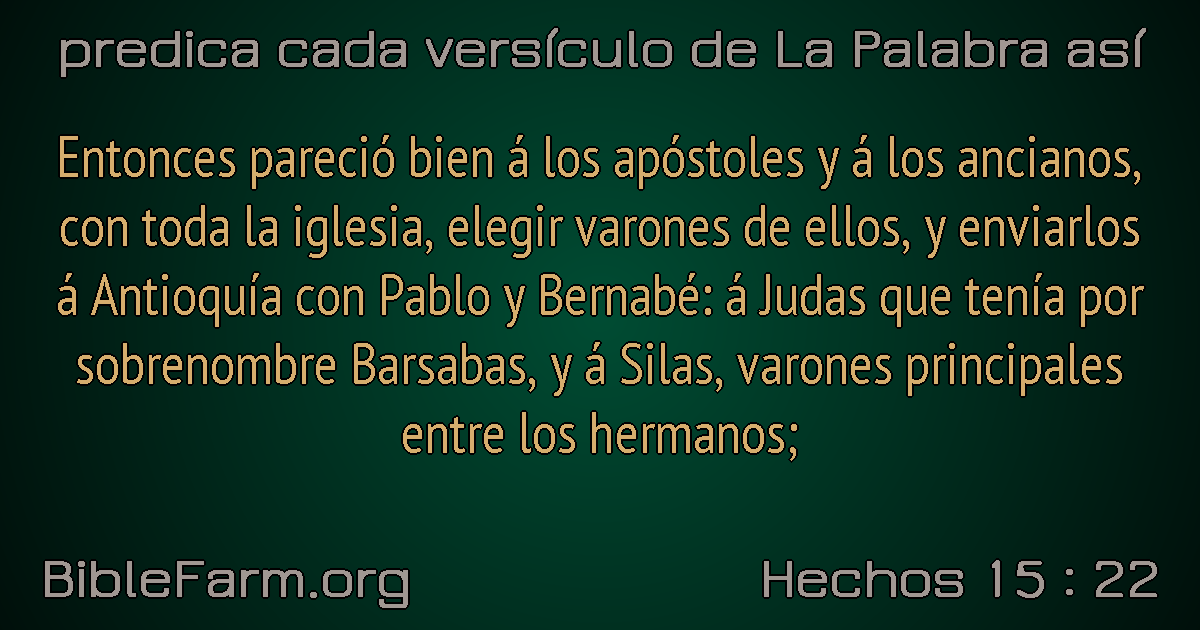 predica cada versículo de La Palabra así
Entonces pareció bien á los apóstoles y á los ancianos,
con toda la iglesia, elegir varones de ellos, y enviarlos
á Antioquía con Pablo y Bernabé: á Judas que tenía por
sobrenombre Barsabas, y á Silas, varones principales
entre los hermanos;
BibleFarm.org
Hechos 15 : 22